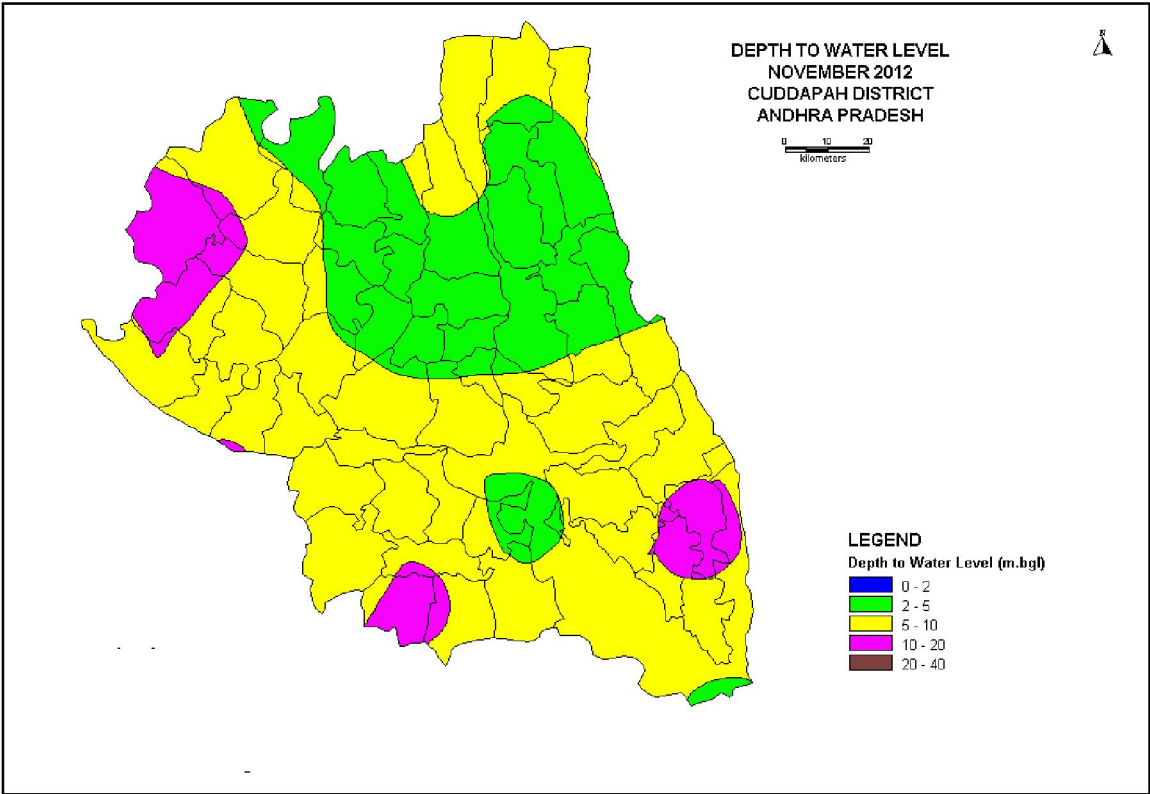 DEPTH TO WATER LEVEL
NOVEMBER 2012
CUDDAPAH DISTRICT
ANDHRA PRADESH
N
0 10 20
kilometers
LEGEND
Depth to Water Level (m.bgl)
0 - 2
2 - 5
5 - 10
10 - 20
20 - 40